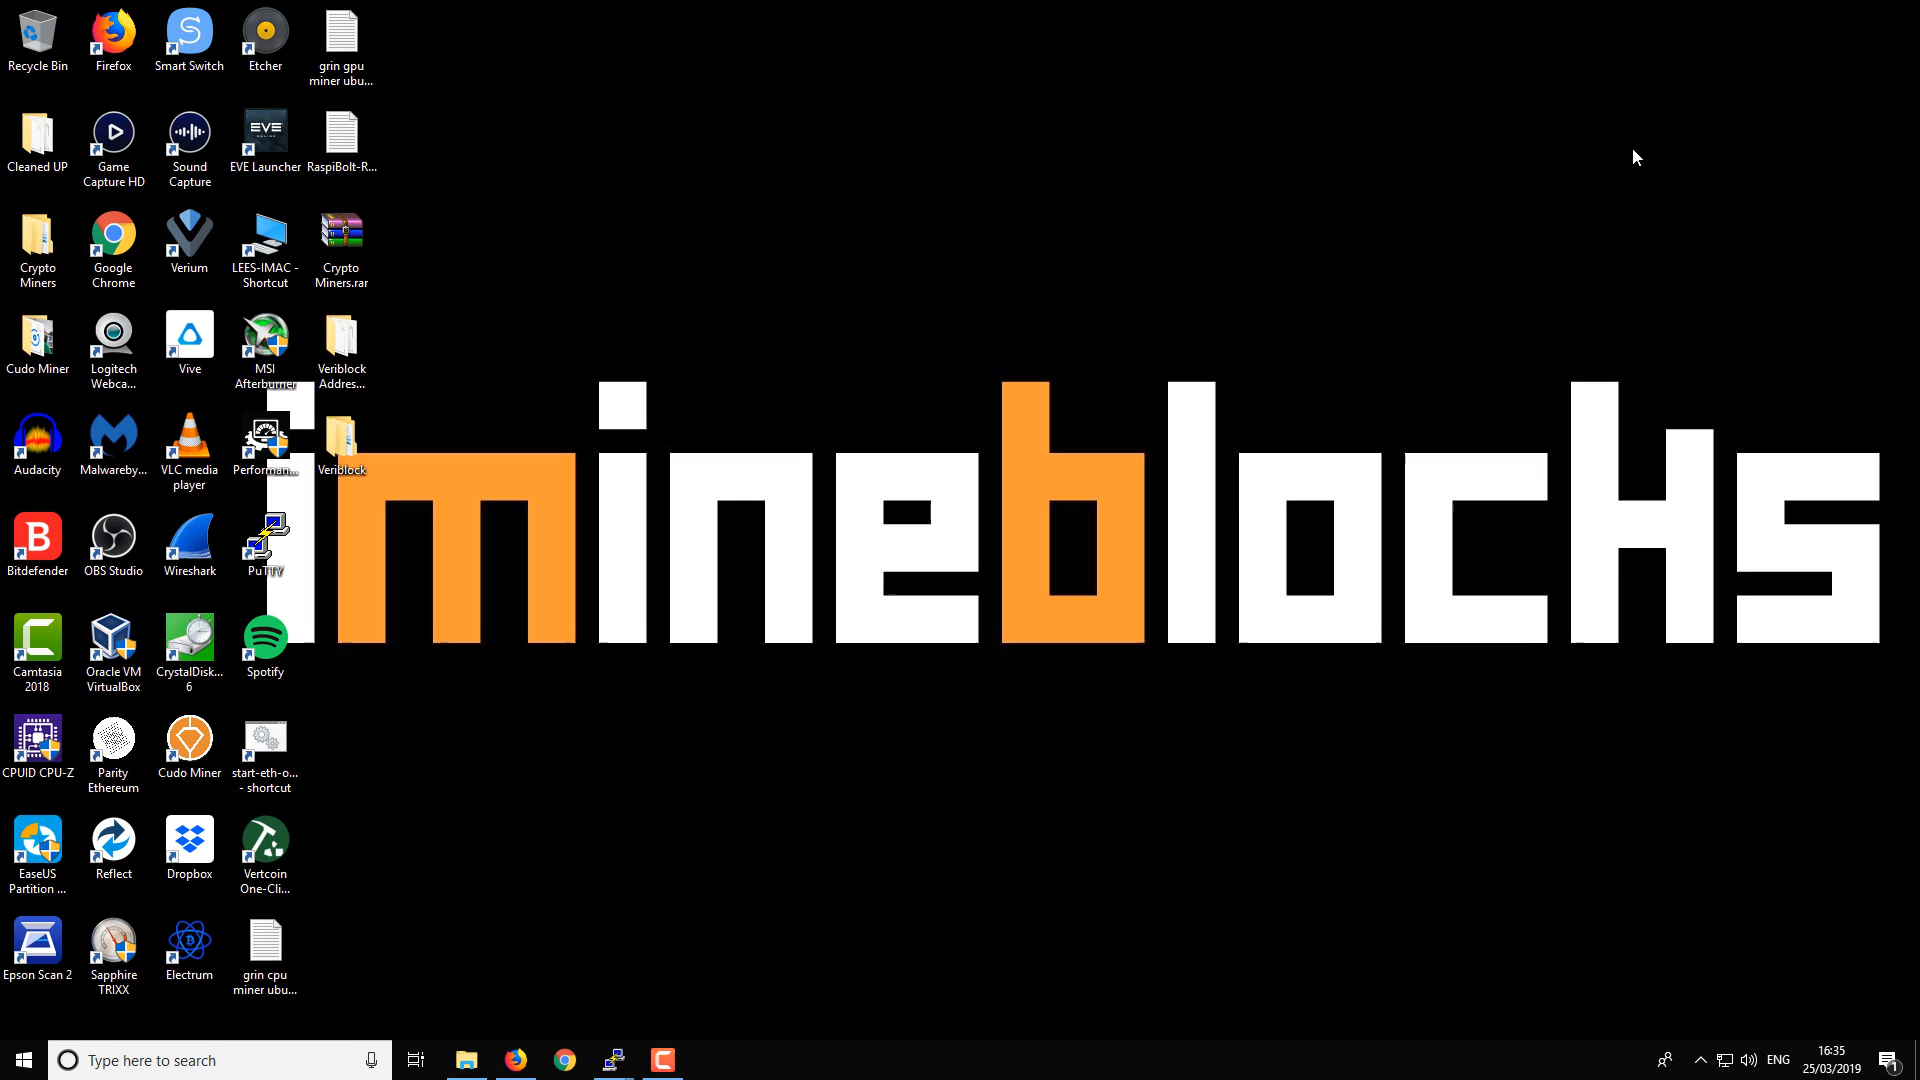 Recycle Bin
Firefox
Smart Switch
Etcher
grin gpu
miner ubu...
Cleaned UP
Game
Capture HD
Sound
Capture
EVE
ONLINE
EVE Launcher
RaspiBolt-R...
Crypto
Miners
Google
Chrome
Verium
LEES-IMAC -
Shortcut
Crypto
Miners.rar
Cudo Miner
Logitech
Webca...
Vive
MSI
Afterburner
Veriblock
Addres...
Audacity
Malwareby...
VLC media
player
Performan...
Veriblock
imineblocks
Bitdefender
OBS Studio
Wireshark
PuTTY
Camtasia
2018
Oracle VM
VirtualBox
CrystalDisk...
6
Spotify
CPUID CPU-Z
Parity
Ethereum
Cudo Miner
start-eth-o...
- shortcut
EaseUS
Partition ...
Reflect
Dropbox
Vertcoin
One-Cli...
Epson Scan 2
Sapphire
TRIXX
Electrum
grin cpu
miner ubu...
Type here to search
ENG
16:35
25/03/2019
1